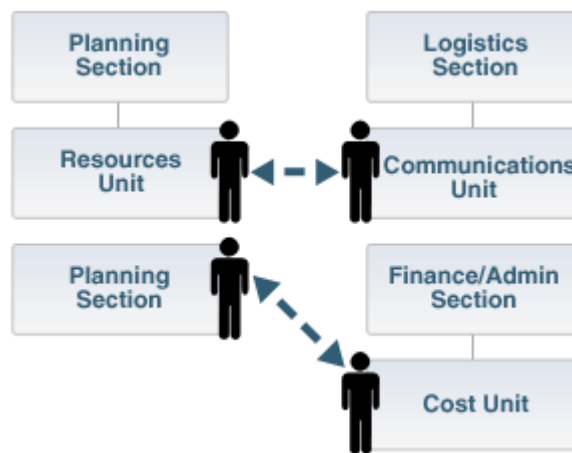 Planning
Section
Logistics
Section
Resources
Unit
Communications
Unit
Planning
Section
Finance/Admin
Section
Cost Unit